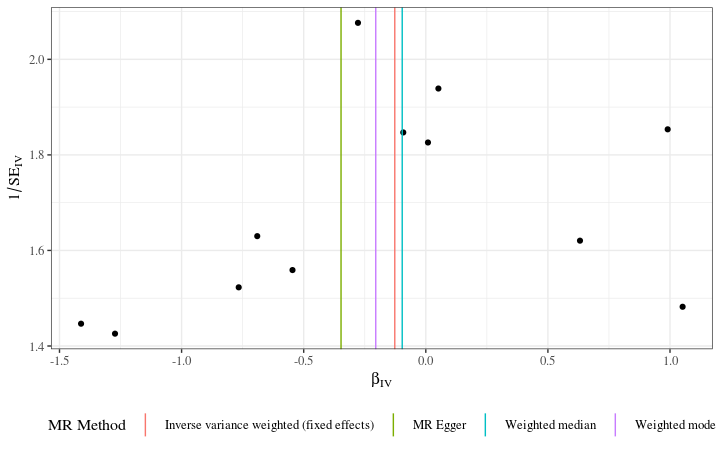 2.0
1.8
1.6
1.4
1/SE_IV
-1.5 -1.0 -0.5 0.0 0.5 1.0
β_IV
MR Method Inverse variance weighted (fixed effects) MR Egger Weighted median Weighted mode